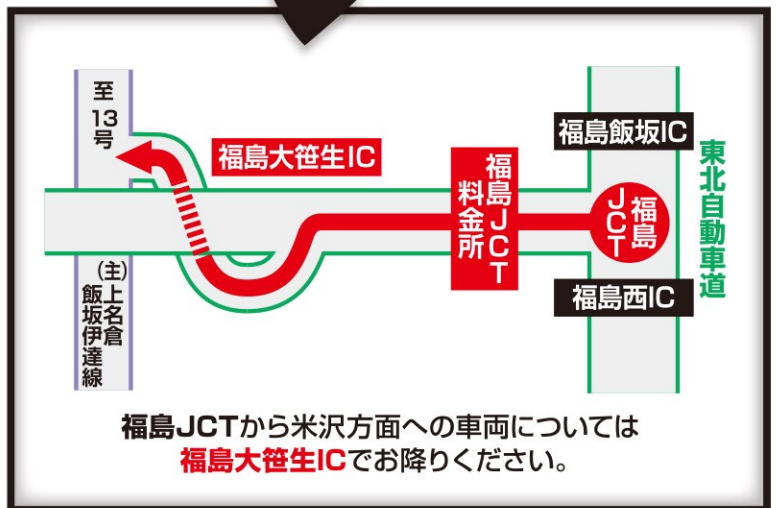 至
13
号
福島大笹生IC
福島JCT
料金所
福島飯坂IC
福島
JCT
東北自動車道
福島西IC
(主)上名倉
飯坂伊達線
福島JCTから米沢方面への車両については
福島大笹生ICでお降りください。